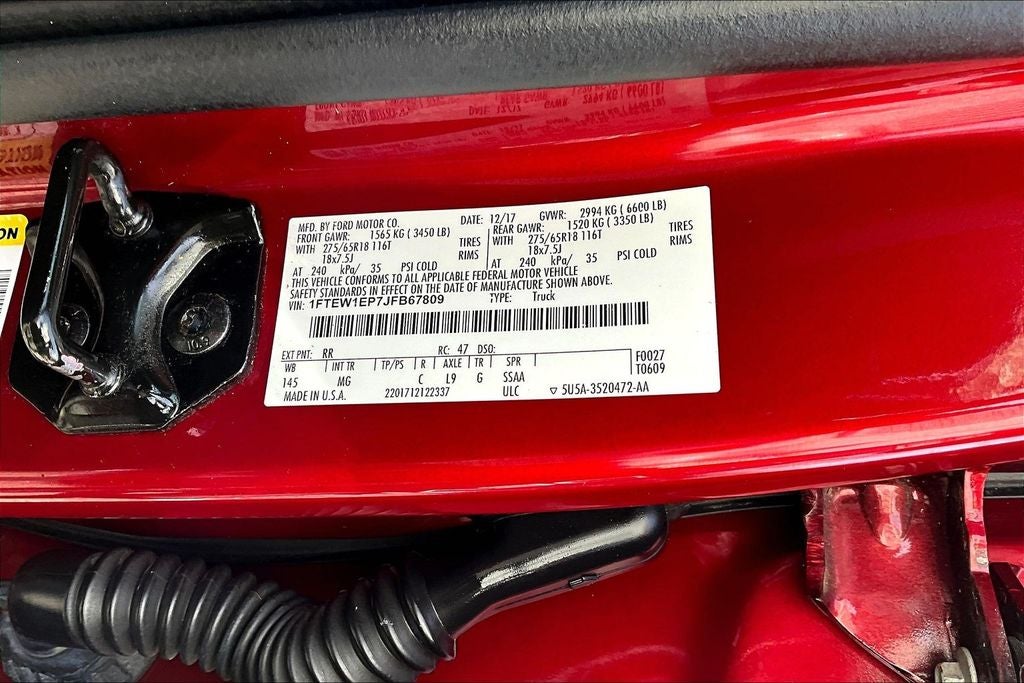 MFD. BY FORD MOTOR CO. DATE: 12/17 GVWR: 2994 KG ( 6600 LB)
FRONT GAWR: 1565 KG ( 3450 LB) REAR GAWR: 1520 KG ( 3350 LB)
WITH 275/65R18 116T TIRES WITH 275/65R18 116T TIRES
18x7.5J RIMS 18x7.5J RIMS
AT 240 kPa/ 35 PSI COLD AT 240 kPa/ 35 PSI COLD
THIS VEHICLE CONFORMS TO ALL APPLICABLE FEDERAL MOTOR VEHICLE
SAFETY STANDARDS IN EFFECT ON THE DATE OF MANUFACTURE SHOWN ABOVE.
VIN: 1FTEW1EP7JFB67809 TYPE: Truck
EXT PNT: RR RC: 47 DSO: F0027
WB INT TR TP/PS R AXLE TR SPR T0609
145 MG C L9 G SSAA
MADE IN U.S.A. 2201712122337 ULC ▽ 5U5A-3520472-AA
ON
10.9